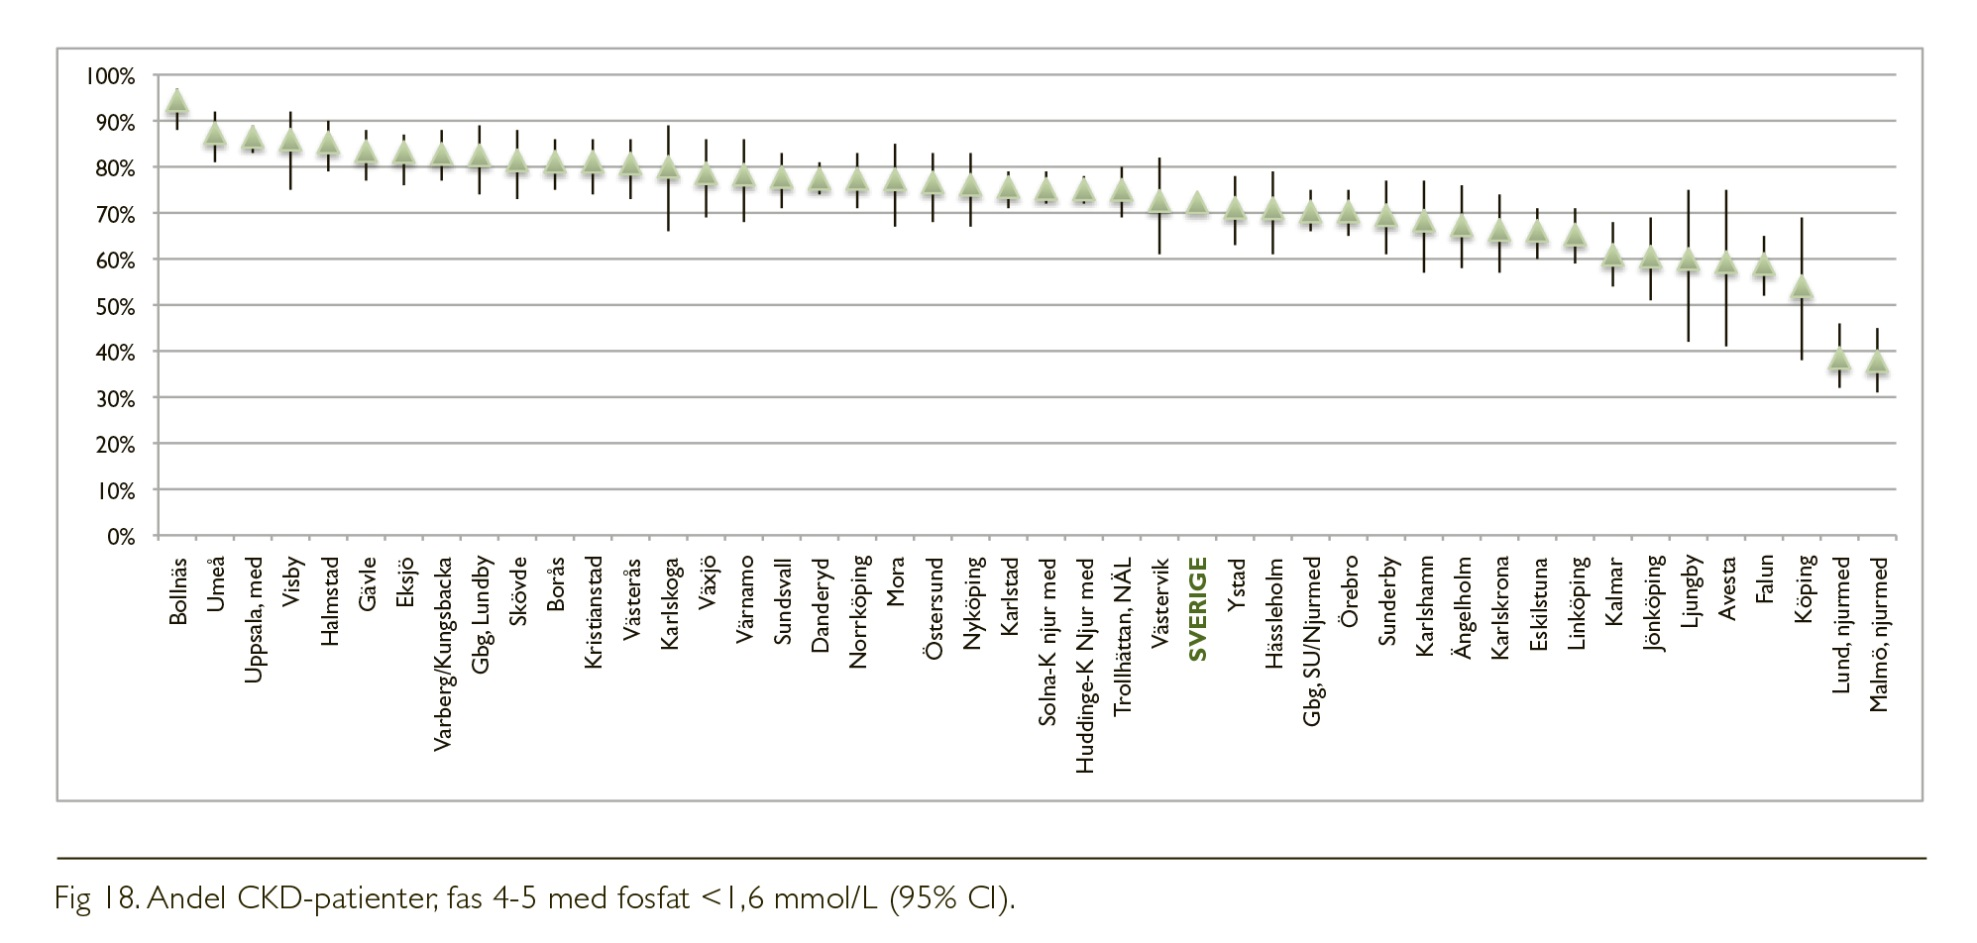 100%
90%
80%
70%
60%
50%
40%
30%
20%
10%
0%
Bollnäs
Umeå
Uppsala, med
Visby
Halmstad
Gävle
Eksjö
Varberg/Kungsbacka
Gbg, Lundby
Skövde
Borås
Kristianstad
Västerås
Karlskoga
Växjö
Värnamo
Sundsvall
Danderyd
Norrköping
Mora
Östersund
Nyköping
Karlstad
Solna-K njur med
Huddinge-K Njur med
Trollhättan, NÄL
Västervik
SVERIGE
Ystad
Hässleholm
Gbg, SU/Njurmed
Örebro
Sunderby
Karlshamn
Ängelholm
Karlskrona
Eskilstuna
Linköping
Kalmar
Jönköping
Ljungby
Avesta
Falun
Köping
Lund, njurmed
Malmö, njurmed
Fig 18. Andel CKD-patienter, fas 4-5 med fosfat <1,6 mmol/L (95% CI).